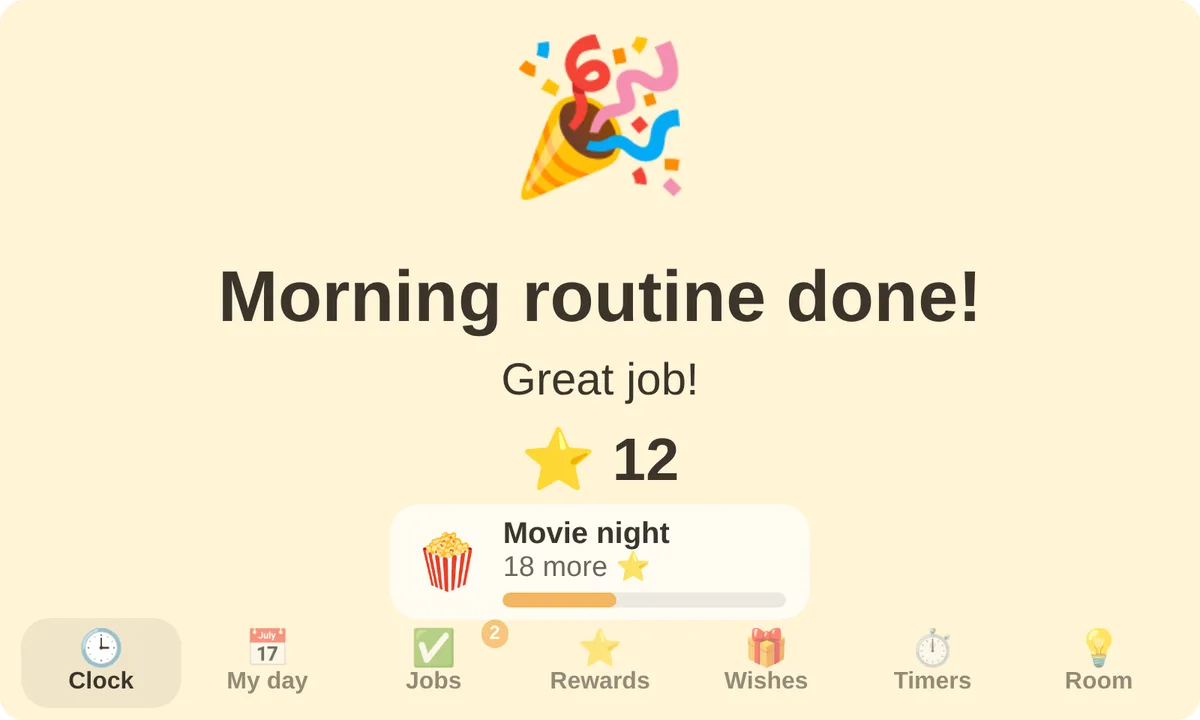 Morning routine done!
Great job!
12
Movie night
18 more
July
17
2
Clock
My day
Jobs
Rewards
Wishes
Timers
Room